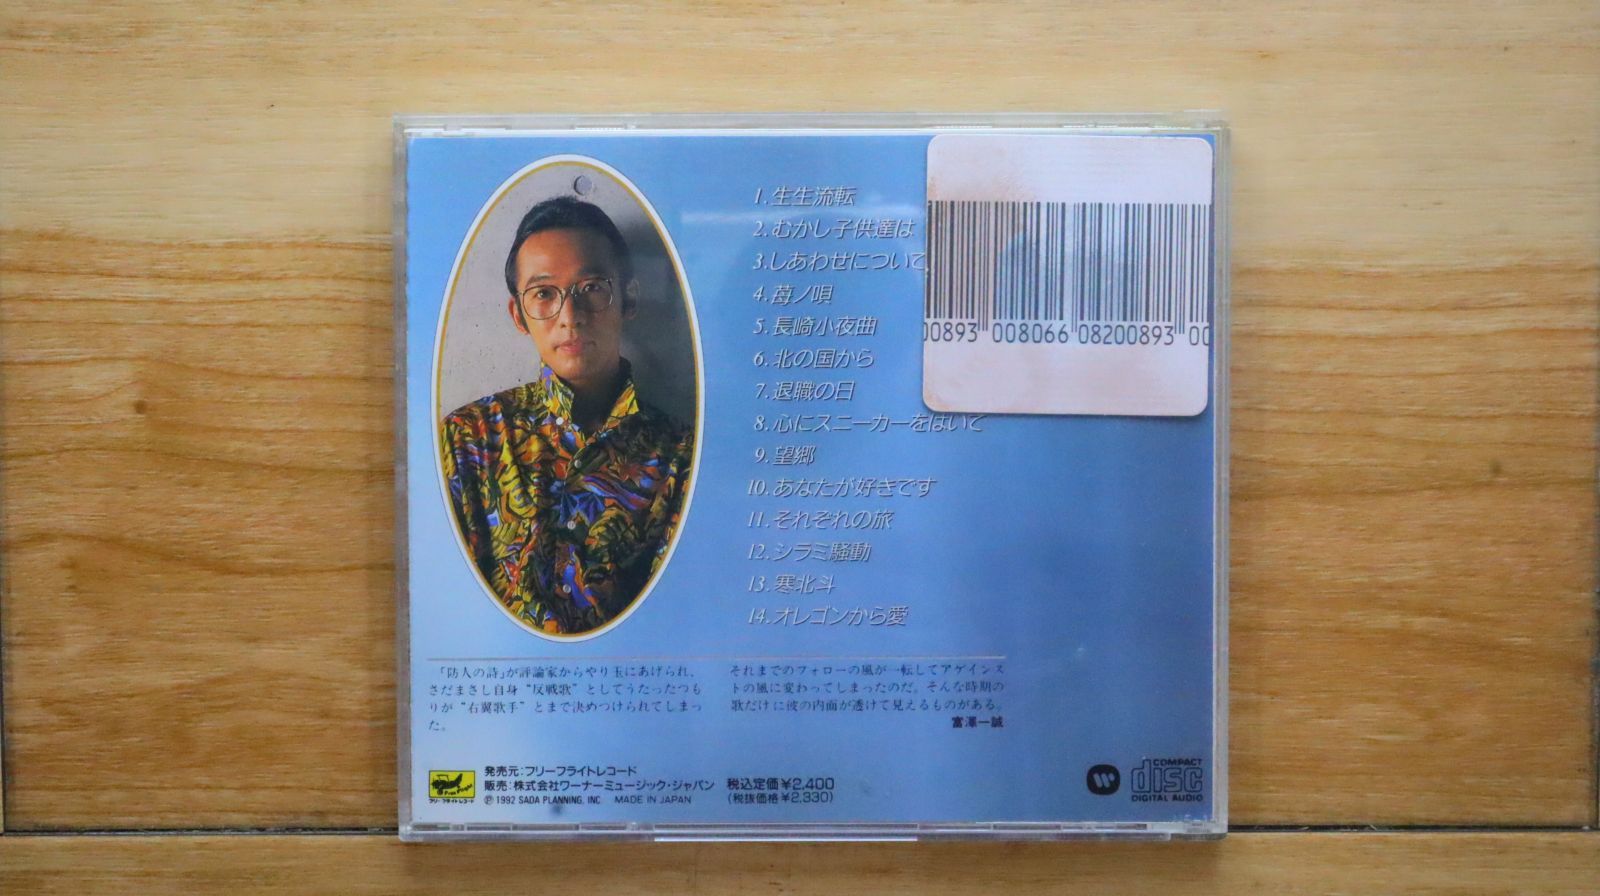 1. 生生流転
2. むかし子供達は
3. しあわせについて
4. 苺ノ唄
5. 長崎小夜曲
6. 北の国から
7. 退職の日
8. 心にスニーカーをはいて
9. 望郷
10. あなたが好きです
11. それぞれの旅
12. シラミ騒動
13. 寒北斗
14. オレゴンから愛
00893 008066 08200893 00
「防人の詩」が評論家からやり玉にあげられ、
さだまさし自身“反戦歌”としてうたったつも
りが“右翼歌手”とまで決めつけられてしまっ
た。
それまでのフォローの風が一転してアゲインス
トの風に変わってしまったのだ。そんな時期の
歌だけに彼の内面が透けて見えるものがある。
富澤一誠
Free Flight
フリーフライトレコード
発売元:フリーフライトレコード
販売:株式会社ワーナーミュージック・ジャパン
Ⓟ 1992 SADA PLANNING, INC MADE IN JAPAN
税込定価¥2,400
(税抜価格¥2,330)
COMPACT
disc
DIGITAL AUDIO